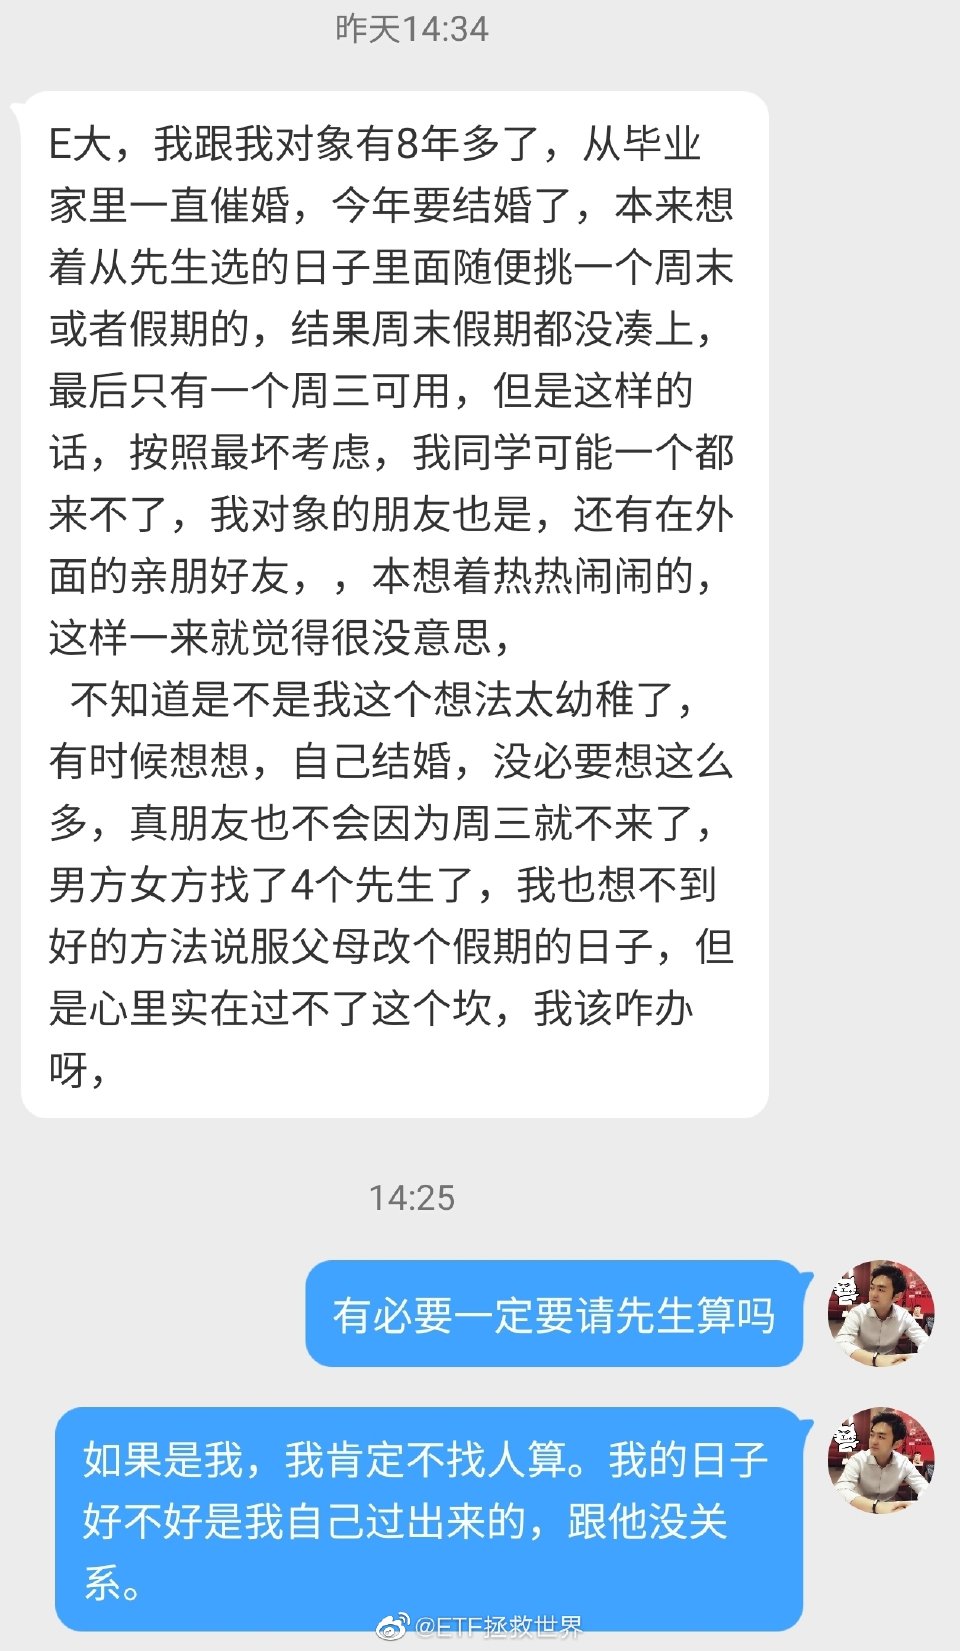 昨天14:34
E大，我跟我对象有8年多了，从毕业
家里一直催婚，今年要结婚了，本来想
着从先生选的日子里面随便挑一个周末
或者假期的，结果周末假期都没凑上，
最后只有一个周三可用，但是这样的
话，按照最坏考虑，我同学可能一个都
来不了，我对象的朋友也是，还有在外
面的亲朋好友，，本想着热热闹闹的，
这样一来就觉得很没意思，
不知道是不是我这个想法太幼稚了，
有时候想想，自己结婚，没必要想这么
多，真朋友也不会因为周三就不来了，
男方女方找了4个先生了，我也想不到
好的方法说服父母改个假期的日子，但
是心里实在过不了这个坎，我该咋办
呀，
14:25
有必要一定要请先生算吗
如果是我，我肯定不找人算。我的日子
好不好是我自己过出来的，跟他没关
系。
@ETF拯救世界